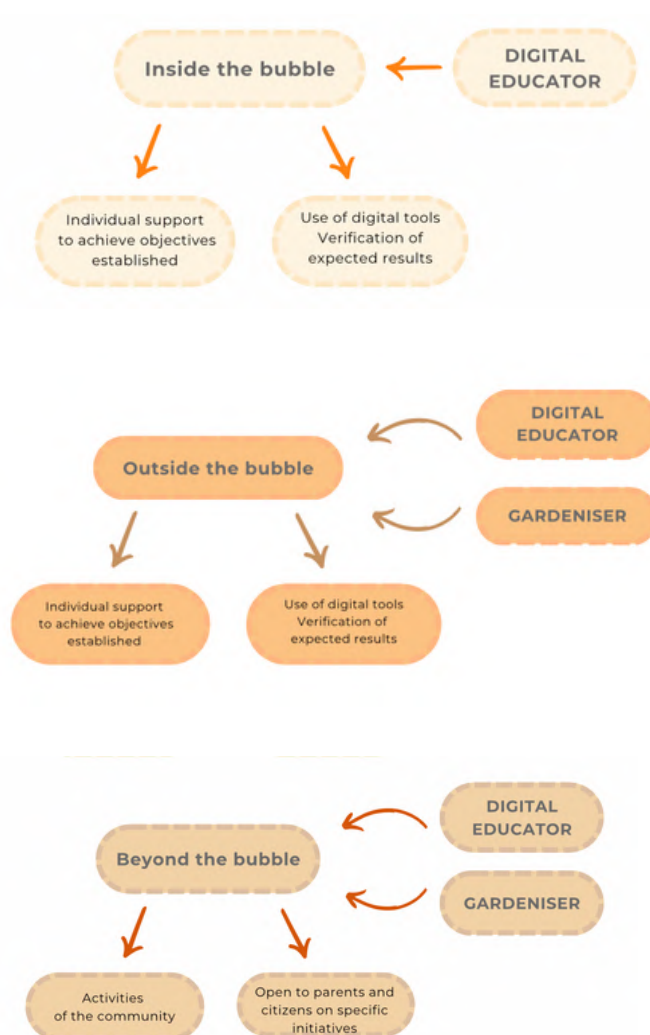 Inside the bubble
DIGITAL
EDUCATOR
Individual support
to achieve objectives
established
Use of digital tools
Verification of
expected results
Outside the bubble
DIGITAL
EDUCATOR
GARDENISER
Individual support
to achieve objectives
established
Use of digital tools
Verification of
expected results
Beyond the bubble
DIGITAL
EDUCATOR
GARDENISER
Activities
of the community
Open to parents and
citizens on specific
initiatives